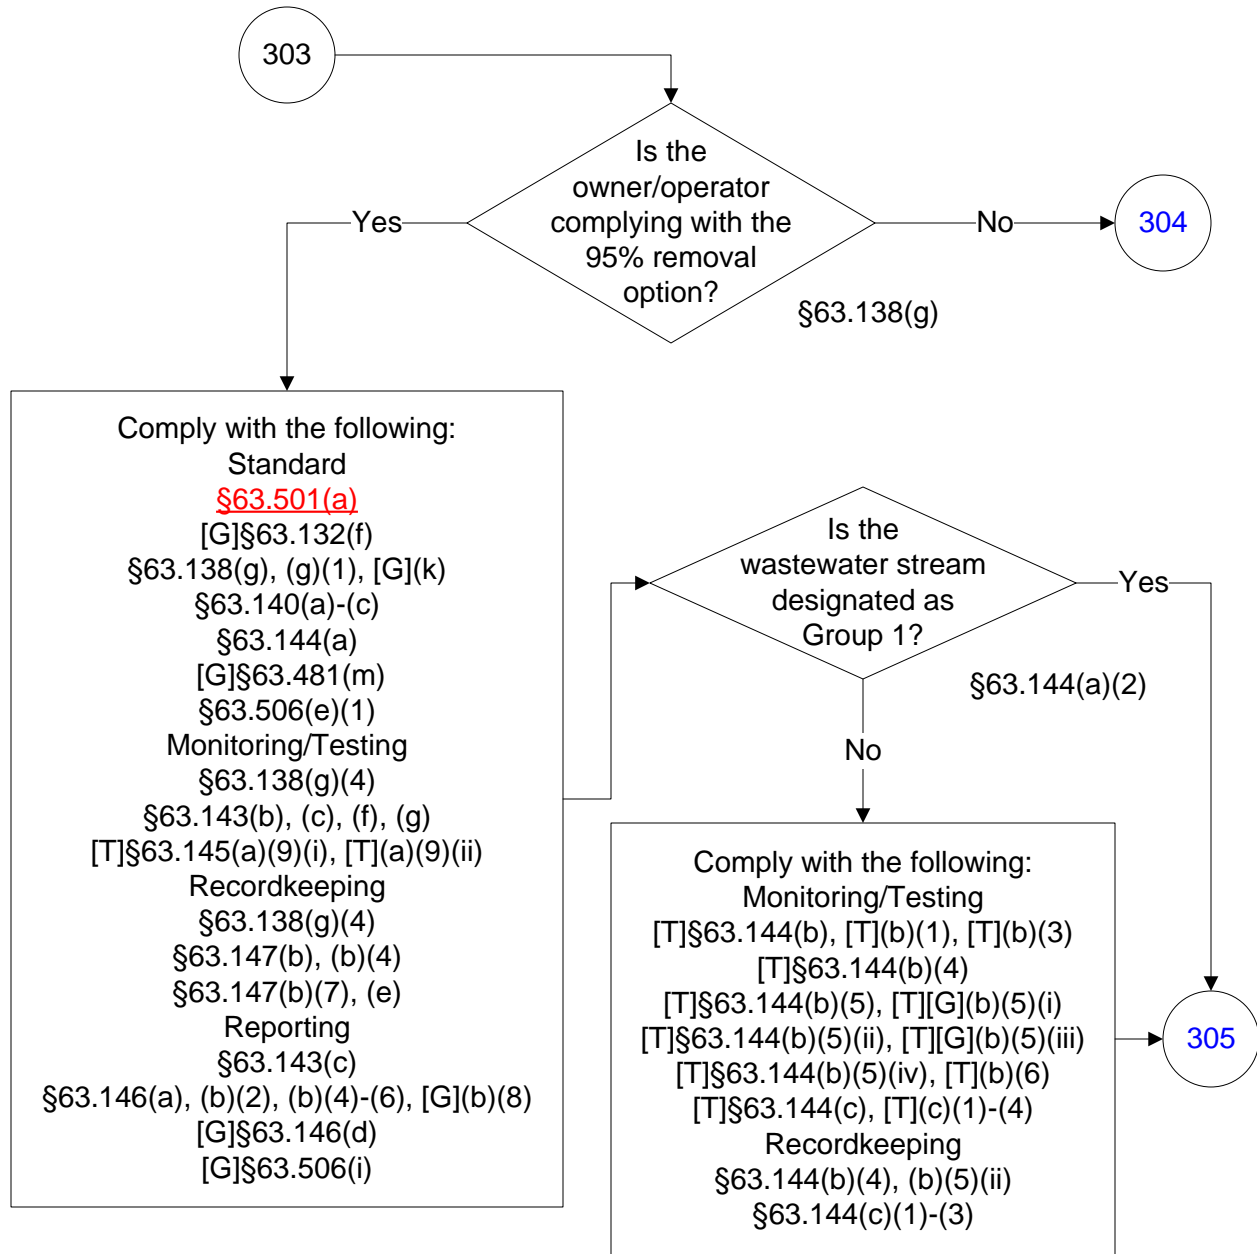 303
Is the
owner/operator
complying with the
95% removal
option?
Yes
No
304
§63.138(g)
Comply with the following:
Standard
§63.501(a)
[G]§63.132(f)
§63.138(g), (g)(1), [G](k)
§63.140(a)-(c)
§63.144(a)
[G]§63.481(m)
§63.506(e)(1)
Monitoring/Testing
§63.138(g)(4)
§63.143(b), (c), (f), (g)
[T]§63.145(a)(9)(i), [T](a)(9)(ii)
Recordkeeping
§63.138(g)(4)
§63.147(b), (b)(4)
§63.147(b)(7), (e)
Reporting
§63.143(c)
§63.146(a), (b)(2), (b)(4)-(6), [G](b)(8)
[G]§63.146(d)
[G]§63.506(i)
Is the
wastewater stream
designated as
Group 1?
Yes
§63.144(a)(2)
No
Comply with the following:
Monitoring/Testing
[T]§63.144(b), [T](b)(1), [T](b)(3)
[T]§63.144(b)(4)
[T]§63.144(b)(5), [T][G](b)(5)(i)
[T]§63.144(b)(5)(ii), [T][G](b)(5)(iii)
[T]§63.144(b)(5)(iv), [T](b)(6)
[T]§63.144(c), [T](c)(1)-(4)
Recordkeeping
§63.144(b)(4), (b)(5)(ii)
§63.144(c)(1)-(3)
305